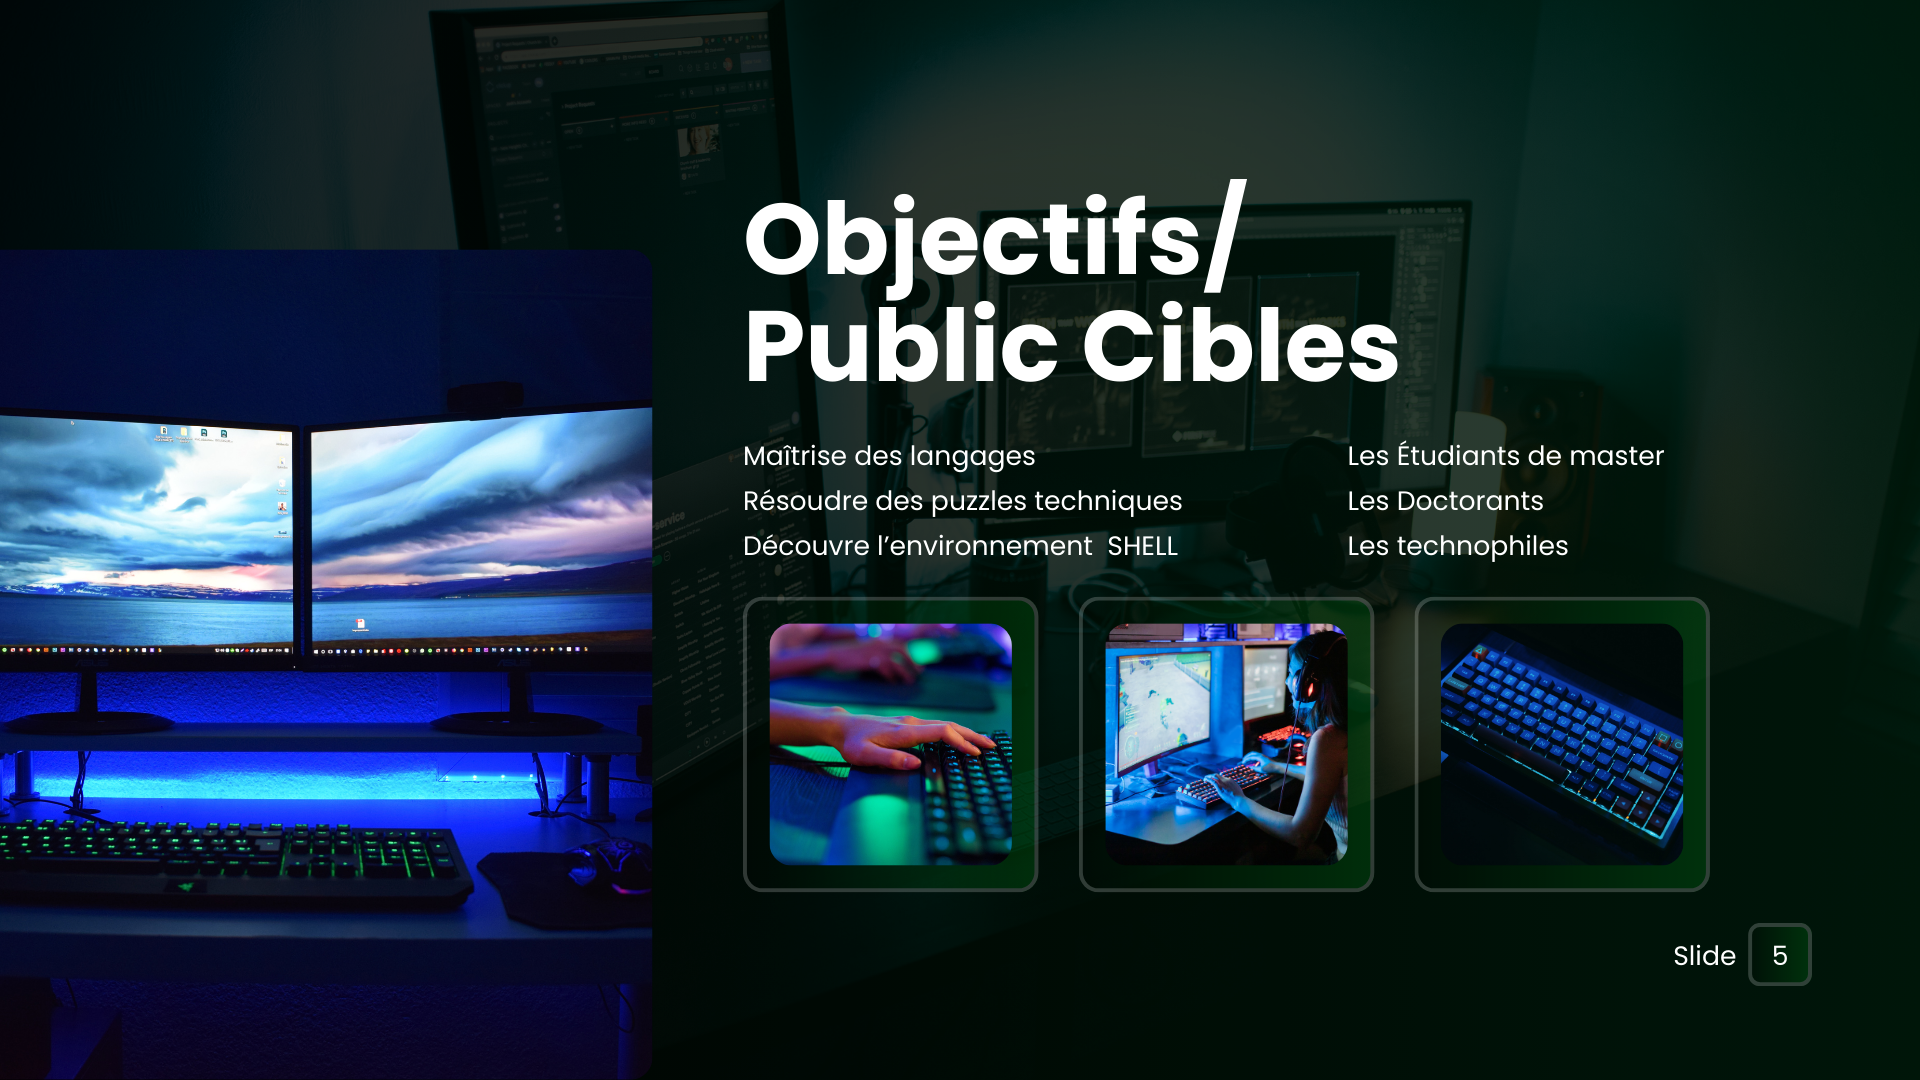 Objectifs/
Public Cibles
Maîtrise des langages
Résoudre des puzzles techniques
Découvre l’environnement  SHELL
Les Étudiants de master
Les Doctorants
Les technophiles
Slide 5